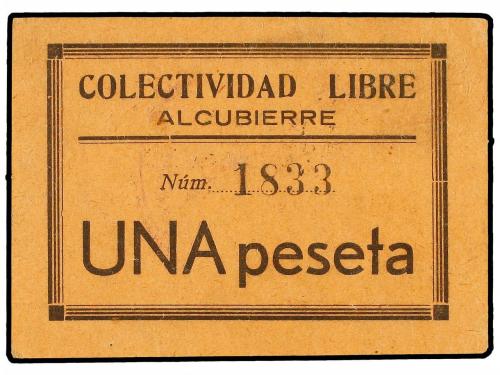 COLECTIVIDAD LIBRE
ALCUBIERRE
Núm. 1833
UNA peseta